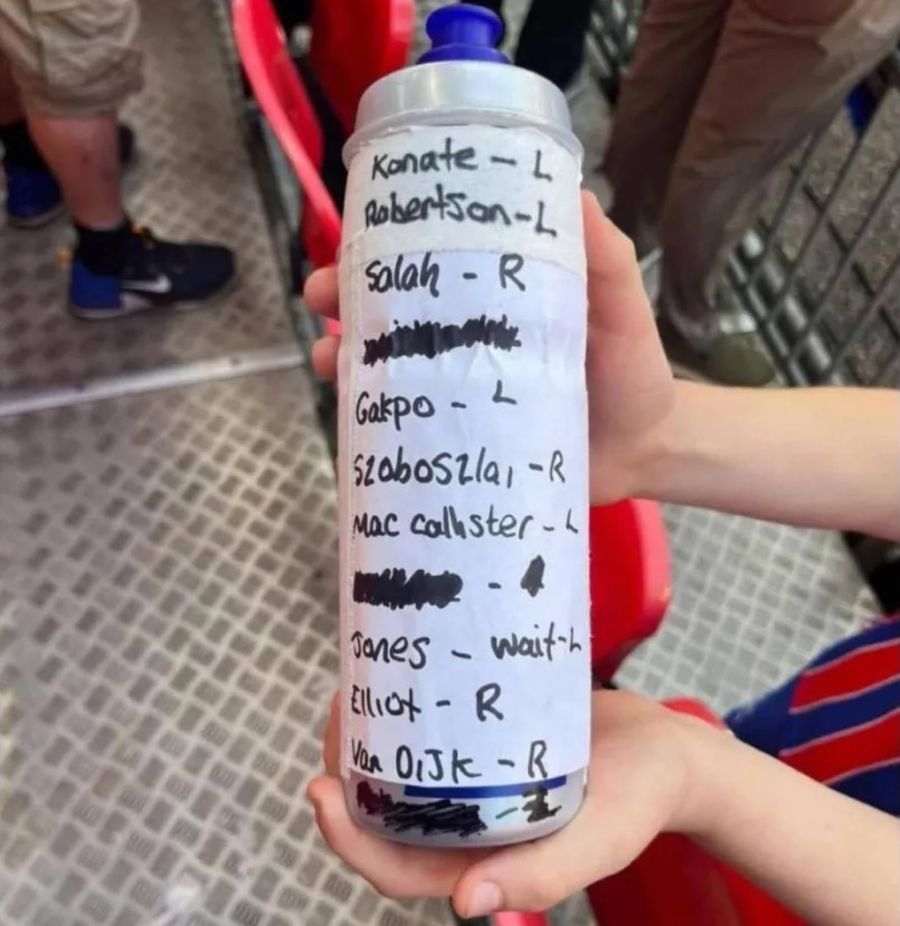 Konate - L
Robertson - L
Salah - R
Gakpo - L
Szoboszlai - R
Mac callister - L
Jones - wait-L
Elliot - R
Van Dijk - R